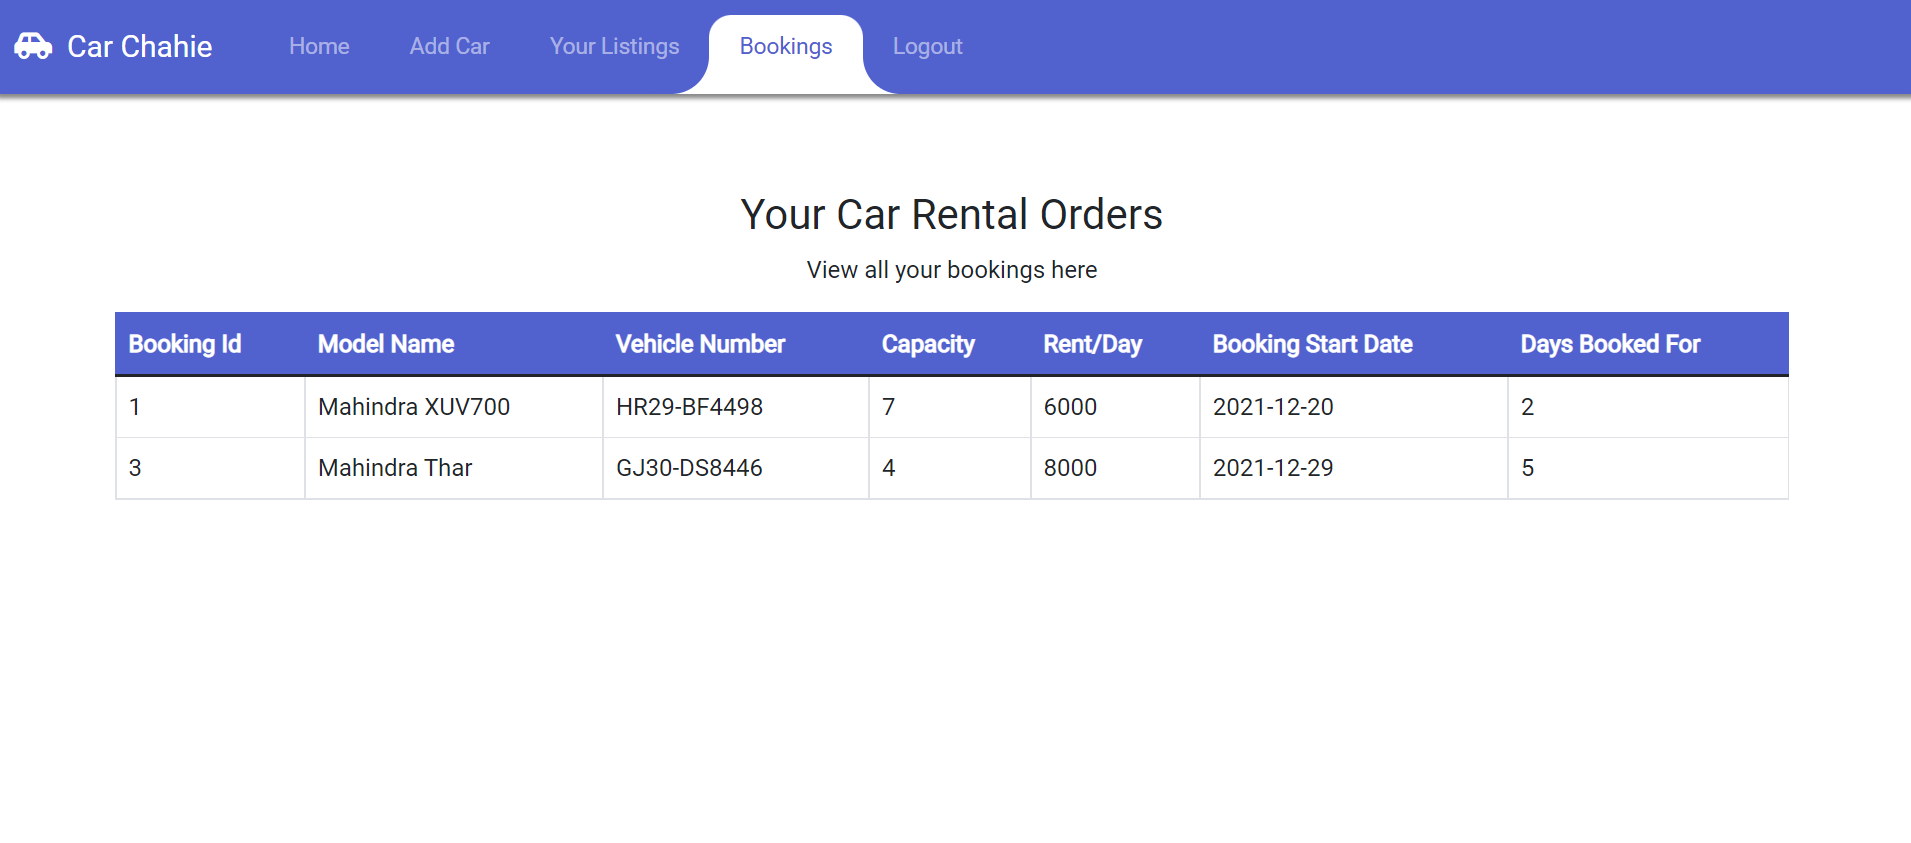 Car Chahie Home Add Car Your Listings Bookings Logout
Your Car Rental Orders
View all your bookings here
Booking Id Model Name Vehicle Number Capacity Rent/Day Booking Start Date Days Booked For
1 Mahindra XUV700 HR29-BF4498 7 6000 2021-12-20 2
3 Mahindra Thar GJ30-DS8446 4 8000 2021-12-29 5